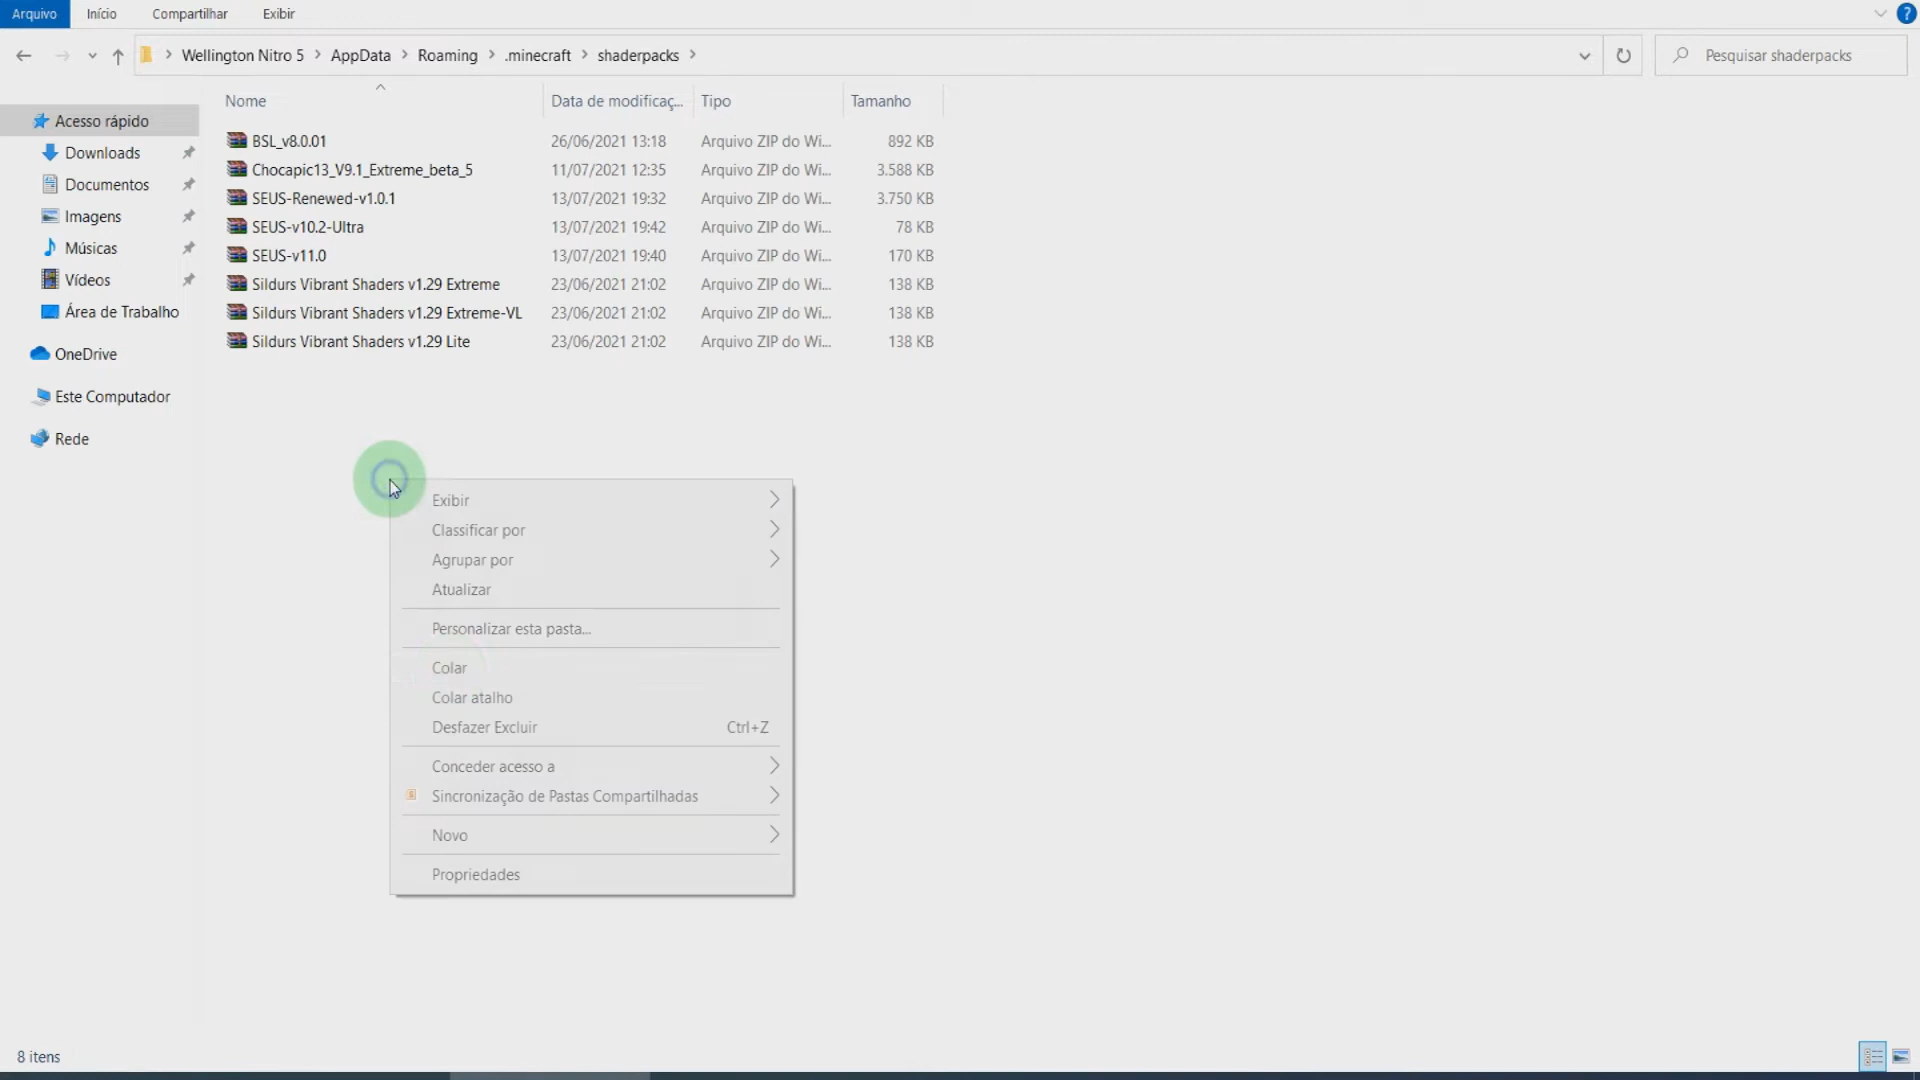 Arquivo Início Compartilhar Exibir
Wellington Nitro 5 AppData Roaming .minecraft shaderpacks Pesquisar shaderpacks
Nome Data de modificaç... Tipo Tamanho
Acesso rápido
Downloads
Documentos
Imagens
Músicas
Vídeos
Área de Trabalho
OneDrive
Este Computador
Rede
BSL_v8.0.01 26/06/2021 13:18 Arquivo ZIP do Wi... 892 KB
Chocapic13_V9.1_Extreme_beta_5 11/07/2021 12:35 Arquivo ZIP do Wi... 3.588 KB
SEUS-Renewed-v1.0.1 13/07/2021 19:32 Arquivo ZIP do Wi... 3.750 KB
SEUS-v10.2-Ultra 13/07/2021 19:42 Arquivo ZIP do Wi... 78 KB
SEUS-v11.0 13/07/2021 19:40 Arquivo ZIP do Wi... 170 KB
Sildurs Vibrant Shaders v1.29 Extreme 23/06/2021 21:02 Arquivo ZIP do Wi... 138 KB
Sildurs Vibrant Shaders v1.29 Extreme-VL 23/06/2021 21:02 Arquivo ZIP do Wi... 138 KB
Sildurs Vibrant Shaders v1.29 Lite 23/06/2021 21:02 Arquivo ZIP do Wi... 138 KB
Exibir
Classificar por
Agrupar por
Atualizar
Personalizar esta pasta...
Colar
Colar atalho
Desfazer Excluir Ctrl+Z
Conceder acesso a
Sincronização de Pastas Compartilhadas
Novo
Propriedades
8 itens